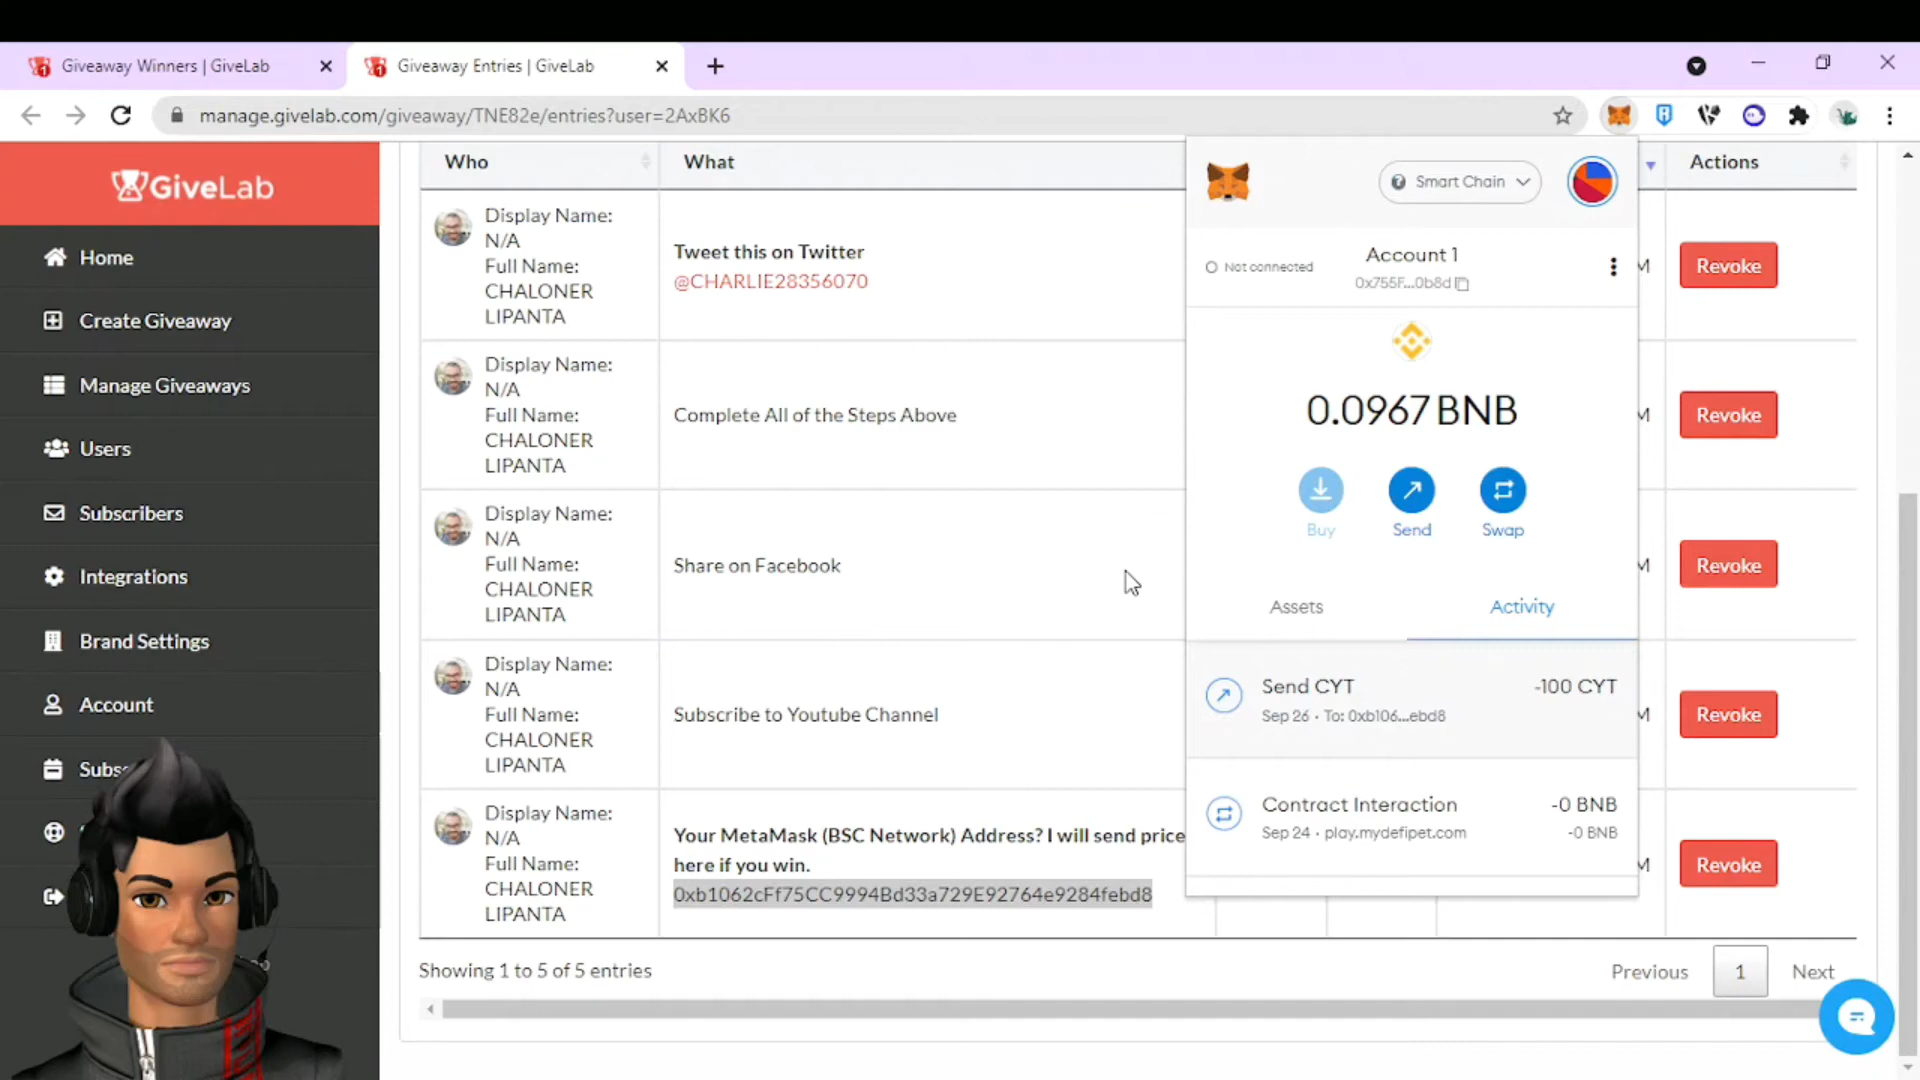 Giveaway Winners | GiveLab
Giveaway Entries | GiveLab
manage.givelab.com/giveaway/TNE82e/entries?user=2AxBK6
GiveLab
Home
Create Giveaway
Manage Giveaways
Users
Subscribers
Integrations
Brand Settings
Account
Who
What
Actions
Display Name:
N/A
Full Name:
CHALONER
LIPANTA
Tweet this on Twitter
@CHARLIE28356070
M
Revoke
Display Name:
N/A
Full Name:
CHALONER
LIPANTA
Complete All of the Steps Above
M
Revoke
Display Name:
N/A
Full Name:
CHALONER
LIPANTA
Share on Facebook
M
Revoke
Display Name:
N/A
Full Name:
CHALONER
LIPANTA
Subscribe to Youtube Channel
M
Revoke
Display Name:
N/A
Full Name:
CHALONER
LIPANTA
Your MetaMask (BSC Network) Address? I will send price
here if you win.
0xb1062cFf75CC9994Bd33a729E92764e9284febd8
M
Revoke
Showing 1 to 5 of 5 entries
Previous
1
Next
Smart Chain
Not connected
Account 1
0x755F...0b8d
0.0967 BNB
Buy
Send
Swap
Assets
Activity
Send CYT
-100 CYT
Sep 26 · To: 0xb106...ebd8
Contract Interaction
-0 BNB
Sep 24 · play.mydefipet.com
-0 BNB